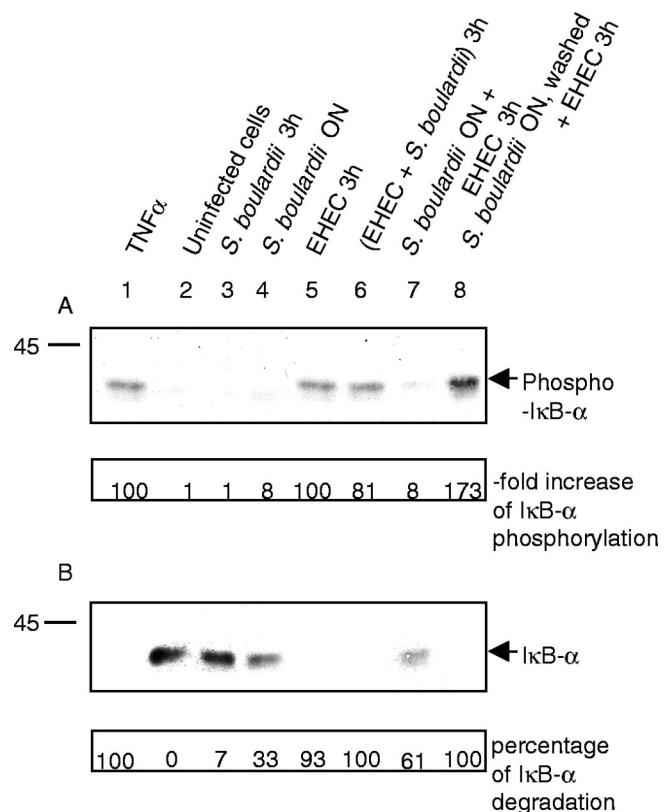 TNFα
Uninfected cells
S. boulardii 3h
S. boulardii ON
EHEC 3h
(EHEC + S. boulardii) 3h
S. boulardii ON +
EHEC 3h
S. boulardii ON, washed
+ EHEC 3h
1 2 3 4 5 6 7 8
A
45
Phospho
-IκB-α
100 1 1 8 100 81 8 173
-fold increase
of IκB-α
phosphorylation
B
45
IκB-α
100 0 7 33 93 100 61 100
percentage
of IκB-α
degradation